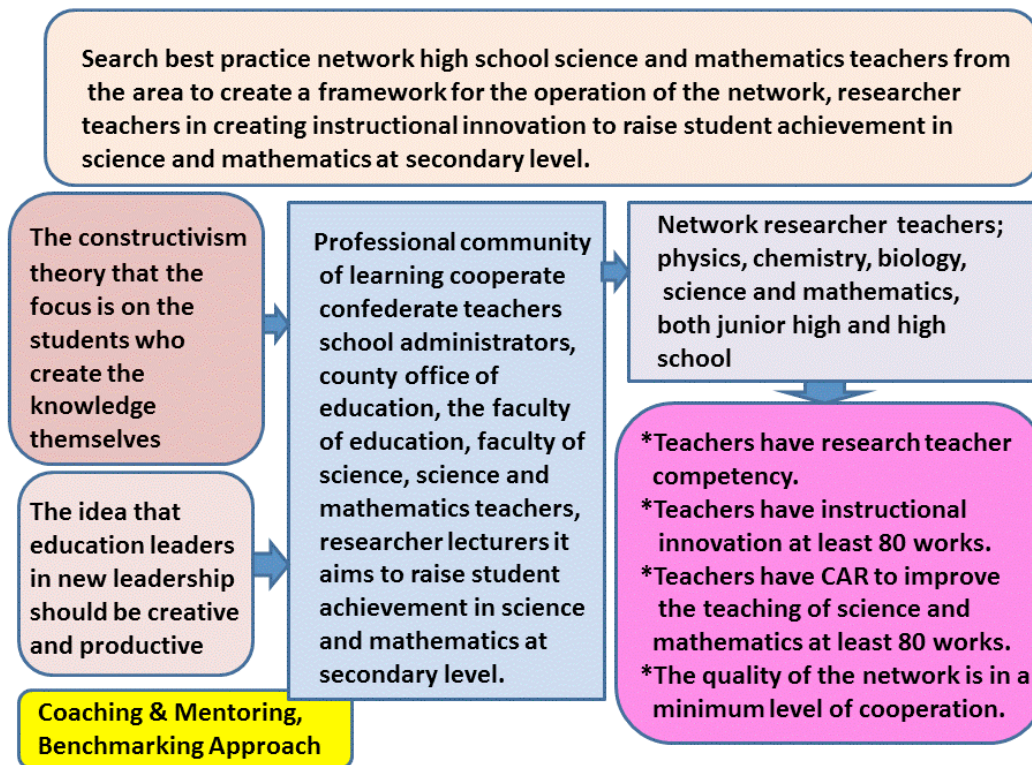 Search best practice network high school science and mathematics teachers from
the area to create a framework for the operation of the network, researcher
teachers in creating instructional innovation to raise student achievement in
science and mathematics at secondary level.
The constructivism
theory that the
focus is on the
students who
create the
knowledge
themselves
The idea that
education leaders
in new leadership
should be creative
and productive
Coaching & Mentoring,
Benchmarking Approach
Professional community
of learning cooperate
confederate teachers
school administrators,
county office of
education, the faculty
of education, faculty of
science, science and
mathematics teachers,
researcher lecturers it
aims to raise student
achievement in science
and mathematics at
secondary level.
Network researcher teachers;
physics, chemistry, biology,
science and mathematics,
both junior high and high
school
*Teachers have research teacher
competency.
*Teachers have instructional
innovation at least 80 works.
*Teachers have CAR to improve
the teaching of science and
mathematics at least 80 works.
*The quality of the network is in a
minimum level of cooperation.